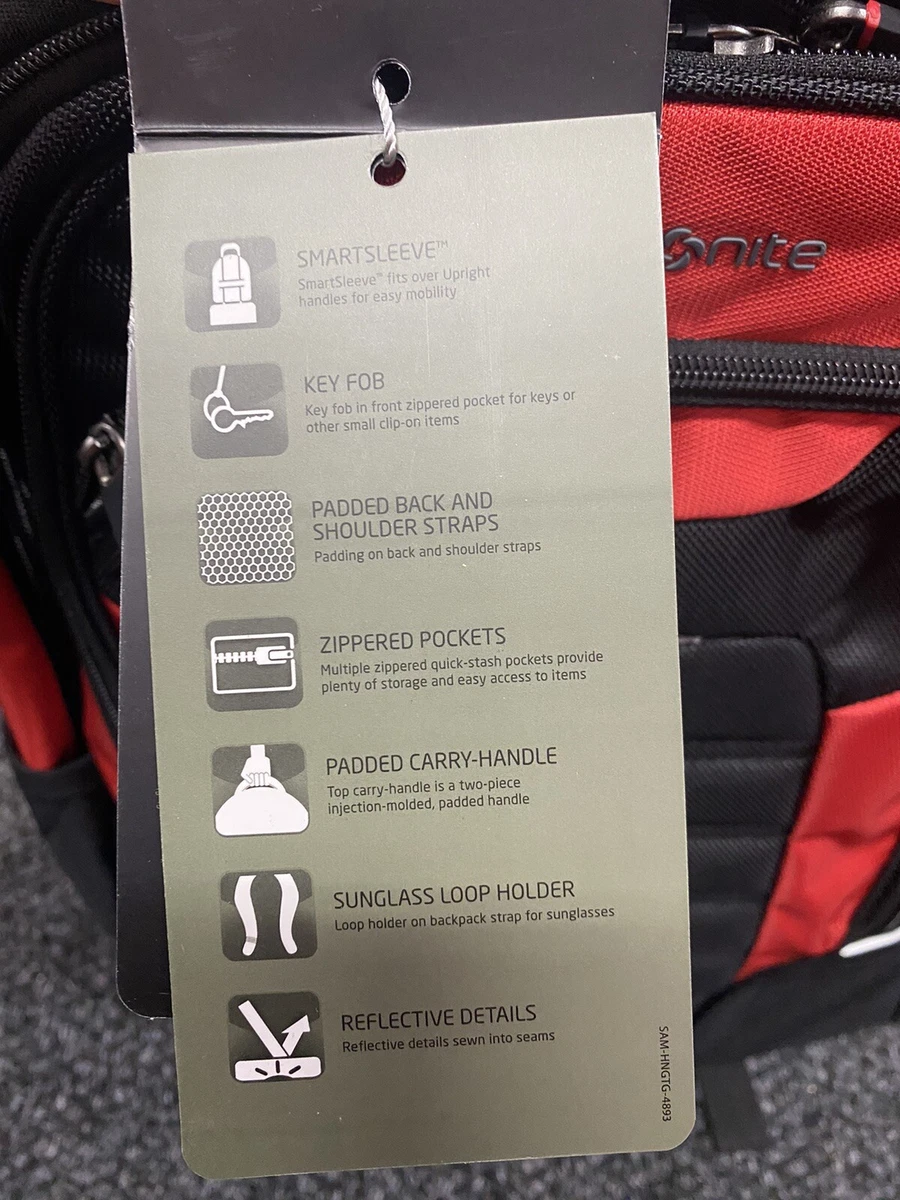 SMARTSLEEVE™
SmartSleeve™ fits over Upright
handles for easy mobility
KEY FOB
Key fob in front zippered pocket for keys or
other small clip-on items
PADDED BACK AND
SHOULDER STRAPS
Padding on back and shoulder straps
ZIPPERED POCKETS
Multiple zippered quick-stash pockets provide
plenty of storage and easy access to items
PADDED CARRY-HANDLE
Top carry-handle is a two-piece
injection-molded, padded handle
SUNGLASS LOOP HOLDER
Loop holder on backpack strap for sunglasses
REFLECTIVE DETAILS
Reflective details sewn into seams
SAM-HNGTG-4893
onite